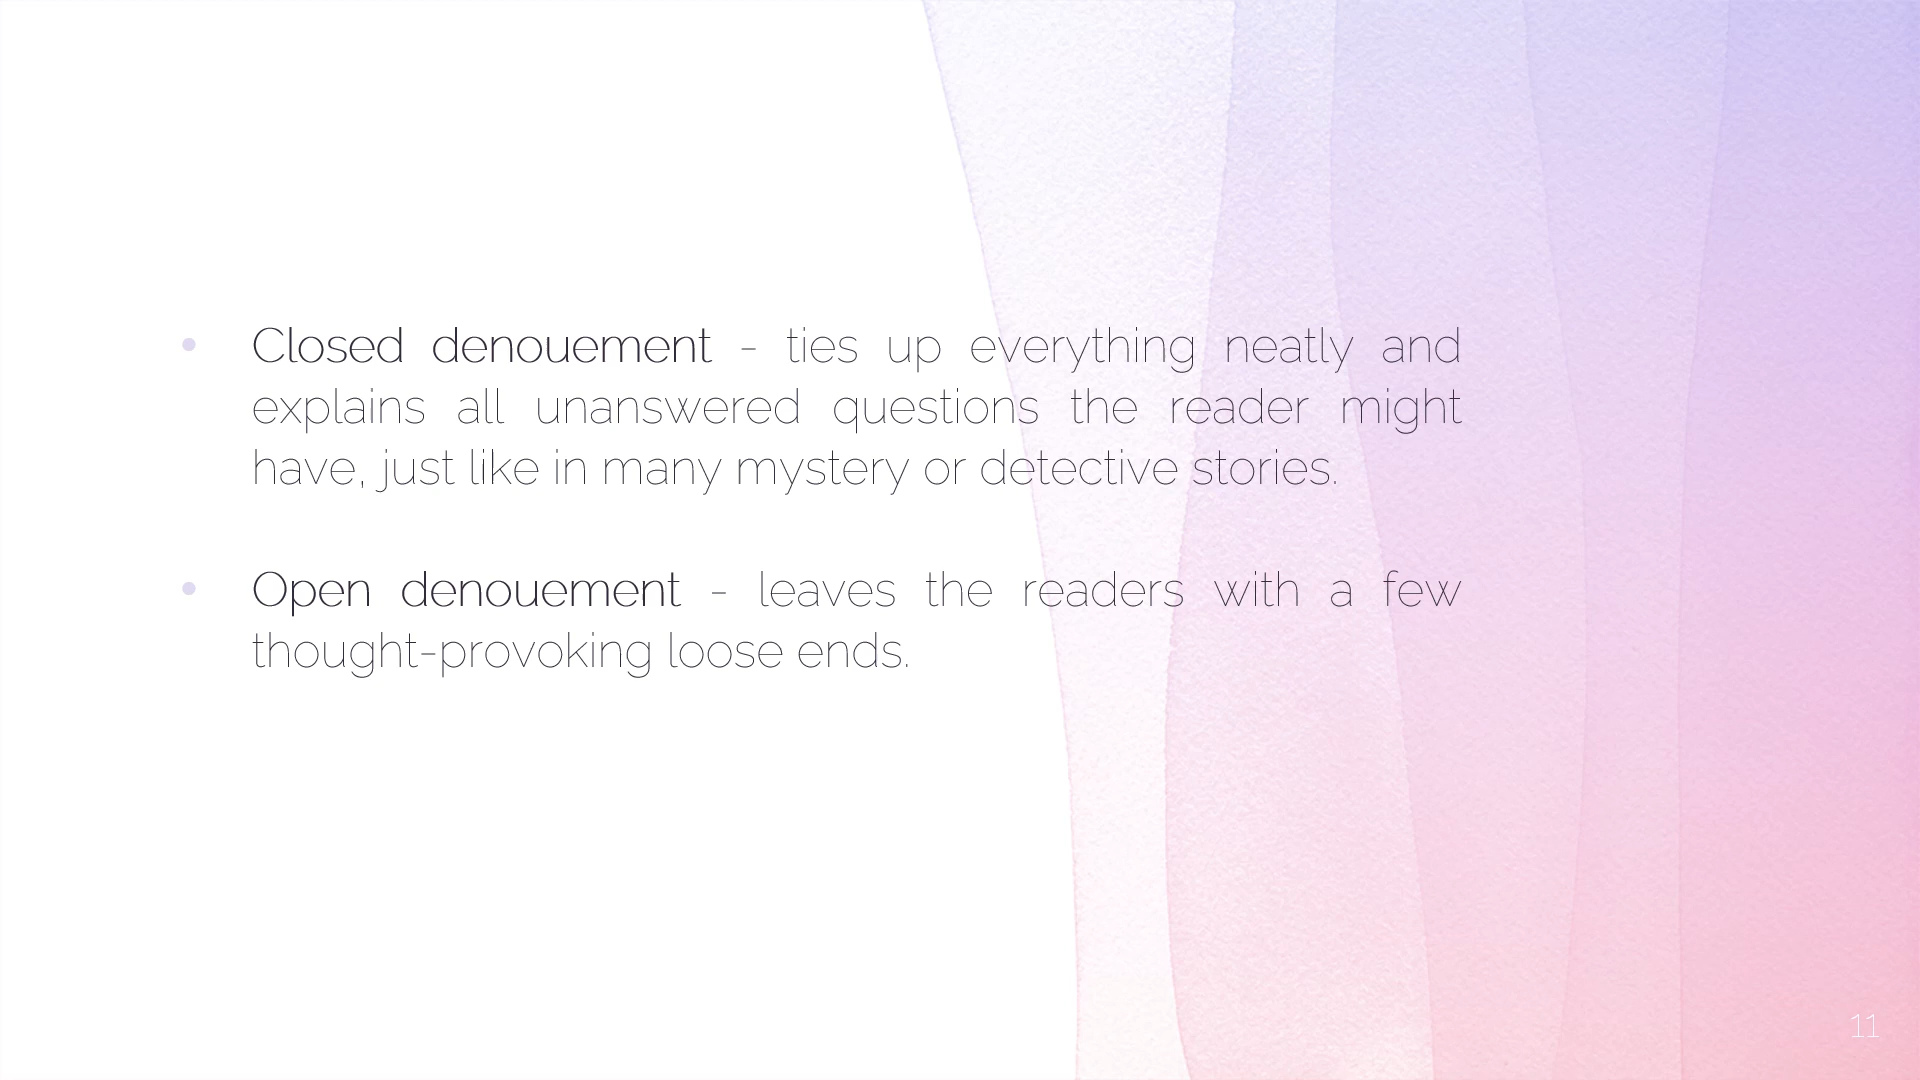 • Closed denouement - ties up everything neatly and
explains all unanswered questions the reader might
have, just like in many mystery or detective stories.
• Open denouement - leaves the readers with a few
thought-provoking loose ends.
11